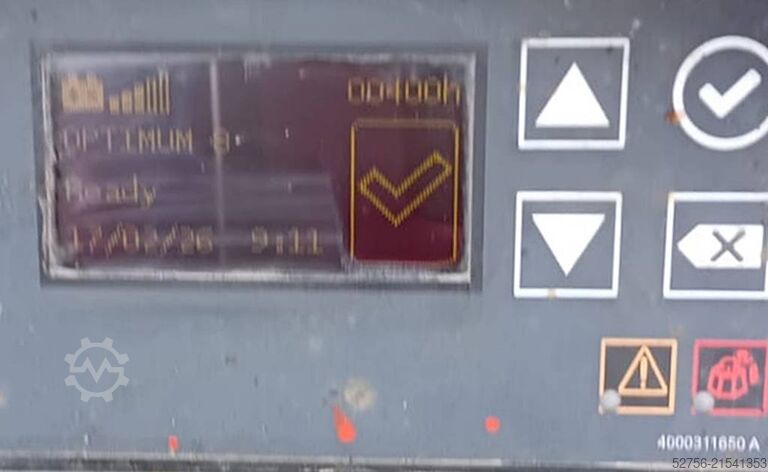 00400h
OPTIMUM 8
Ready
17/02/26 9:11
4000311650 A
52756-21541353